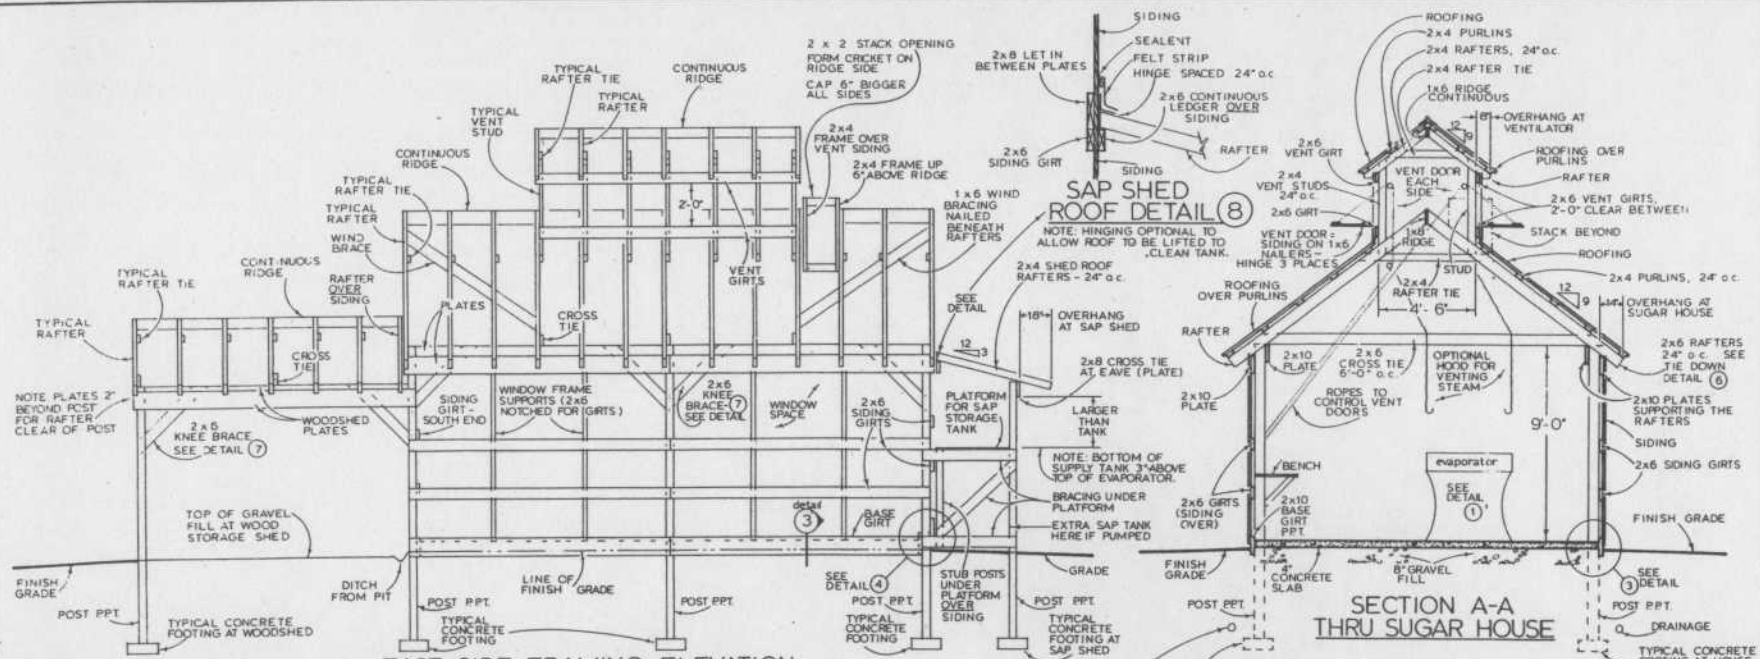 TYPICAL
RAFTER TIE
TYPICAL
RAFTER
CONTINUOUS
RIDGE
2 x 2 STACK OPENING
FORM CRICKET ON
RIDGE SIDE
CAP 6" BIGGER
ALL SIDES
TYPICAL
VENT
STUD
2x4
FRAME OVER
VENT SIDING
2x4 FRAME UP
6" ABOVE RIDGE
CONTINUOUS
RIDGE
TYPICAL
RAFTER TIE
TYPICAL
RAFTER
WIND
BRACE
2'-0"
VENT
GIRTS
1x6 WIND
BRACING
NAILED
BENEATH
RAFTERS
CONTINUOUS
RIDGE
TYPICAL
RAFTER TIE
RAFTER
OVER
SIDING
PLATES
CROSS
TIE
TYPICAL
RAFTER
CROSS
TIE
NOTE PLATES 2"
BEYOND POST
FOR RAFTER
CLEAR OF POST
WOODSHED
PLATES
2x6
KNEE BRACE
SEE DETAIL 7
SIDING
GIRT -
SOUTH END
WINDOW FRAME
SUPPORTS (2x6
NOTCHED FOR GIRTS)
2x6
KNEE
BRACE- 7
SEE DETAIL
WINDOW
SPACE
2x6
SIDING
GIRTS
SEE
DETAIL
2x4 SHED ROOF
RAFTERS - 24" o.c.
18"
OVERHANG
AT SAP SHED
12
3
2x8 CROSS TIE
AT EAVE (PLATE)
PLATFORM
FOR SAP
STORAGE
TANK
LARGER
THAN
TANK
NOTE: BOTTOM OF
SUPPLY TANK 3" ABOVE
TOP OF EVAPORATOR.
BRACING UNDER
PLATFORM
EXTRA SAP TANK
HERE IF PUMPED
detail
3
BASE
GIRT
TOP OF GRAVEL
FILL AT WOOD
STORAGE SHED
FINISH
GRADE
DITCH
FROM PIT
LINE OF
FINISH GRADE
SEE
DETAIL 4
STUB POSTS
UNDER
PLATFORM
OVER
SIDING
GRADE
POST PPT.
TYPICAL CONCRETE
FOOTING AT WOODSHED
POST PPT.
TYPICAL
CONCRETE
FOOTING
POST PPT.
POST PPT.
TYPICAL
CONCRETE
FOOTING
POST PPT.
TYPICAL
CONCRETE
FOOTING AT
SAP SHED
EAST SIDE FRAMING ELEVATION
SIDING
SEALENT
FELT STRIP
HINGE SPACED 24" o.c
2x8 LET IN
BETWEEN PLATES
2x6 CONTINUOUS
LEDGER OVER
SIDING
2x6
SIDING GIRT
RAFTER
SIDING
SAP SHED
ROOF DETAIL 8
NOTE: HINGING OPTIONAL TO
ALLOW ROOF TO BE LIFTED TO
CLEAN TANK.
ROOFING
2x4 PURLINS
2x4 RAFTERS, 24" o.c.
2x4 RAFTER TIE
1x6 RIDGE
CONTINUOUS
12
9
8"
OVERHANG AT
VENTILATOR
2x6
VENT GIRT
ROOFING OVER
PURLINS
RAFTER
2x4
VENT STUDS
24" o.c.
VENT DOOR
EACH
SIDE
2x6 VENT GIRTS,
2'-0" CLEAR BETWEEN
2x6 GIRT
STACK BEYOND
1x8
RIDGE
VENT DOOR =
SIDING ON 1x6
NAILERS -
HINGE 3 PLACES
STUD
ROOFING
2x4 PURLINS, 24" o.c.
ROOFING
OVER PURLINS
2x4
RAFTER TIE
4'-6"
12
9
14"
OVERHANG AT
SUGAR HOUSE
RAFTER
2x10
PLATE
2x6
CROSS TIE
6'-0" o.c.
OPTIONAL
HOOD FOR
VENTING
STEAM
2x6 RAFTERS
24" o.c. SEE
TIE DOWN
DETAIL 6
2x10
PLATE
ROPES TO
CONTROL VENT
DOORS
2x10 PLATES
SUPPORTING THE
RAFTERS
9'-0"
SIDING
2x6 SIDING GIRTS
BENCH
evaporator
SEE
DETAIL
1
2x6 GIRTS
(SIDING
OVER)
2x10
BASE
GIRT
PPT.
FINISH GRADE
FINISH
GRADE
4"
CONCRETE
SLAB
8" GRAVEL
FILL
SEE
3 DETAIL
POST PPT.
SECTION A-A
THRU SUGAR HOUSE
POST PPT.
DRAINAGE
TYPICAL CONCRETE